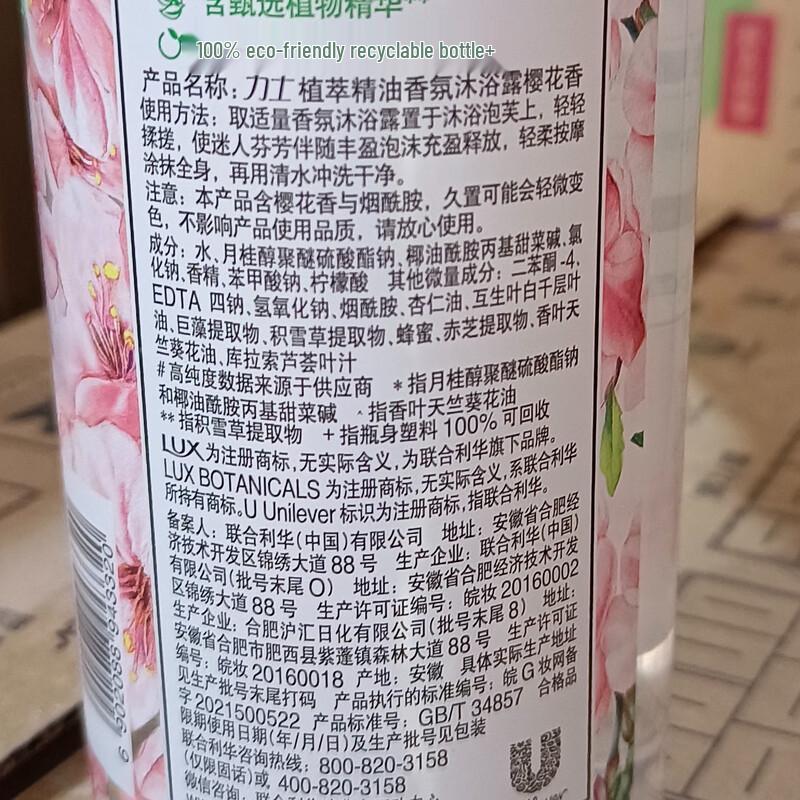 含甄选植物精华**
100% eco-friendly recyclable bottle+
产品名称：力士 植萃精油香氛沐浴露樱花香
使用方法：取适量香氛沐浴露置于沐浴泡芙上，轻轻
揉搓，使迷人芬芳伴随丰盈泡沫充盈释放，轻柔按摩
涂抹全身，再用清水冲洗干净。
注意：本产品含樱花香与烟酰胺，久置可能会轻微变
色，不影响产品使用品质，请放心使用。
成分：水、月桂醇聚醚硫酸酯钠、椰油酰胺丙基甜菜碱、氯
化钠、香精、苯甲酸钠、柠檬酸 其他微量成分：二苯酮-4、
EDTA 四钠、氢氧化钠、烟酰胺、杏仁油、互生叶白千层叶
油、巨藻提取物、积雪草提取物、蜂蜜、赤芝提取物、香叶天
竺葵花油、库拉索芦荟叶汁
#高纯度数据来源于供应商 *指月桂醇聚醚硫酸酯钠
和椰油酰胺丙基甜菜碱 ^指香叶天竺葵花油
**指积雪草提取物 +指瓶身塑料 100% 可回收
LUX 为注册商标，无实际含义，为联合利华旗下品牌。
LUX BOTANICALS 为注册商标，无实际含义，系联合利华
所持有商标。U Unilever 标识为注册商标，指联合利华。
备案人：联合利华(中国)有限公司 地址：安徽省合肥经
济技术开发区锦绣大道 88 号 生产企业：联合利华(中国)
有限公司(批号末尾 O) 地址：安徽省合肥经济技术开发
区锦绣大道 88 号 生产许可证编号：皖妆 20160002
生产企业：合肥沪汇日化有限公司(批号末尾 8) 地址：
安徽省合肥市肥西县紫蓬镇森林大道 88 号 生产许可证
编号：皖妆 20160018 产地：安徽 具体实际生产地址
见生产批号末尾打码 产品执行的标准编号：皖 G 妆网备
字 2021500522 产品标准号：GB/T 34857 合格品
限期使用日期(年/月/日)及生产批号见包装
联合利华咨询热线：800-820-3158
(仅限固话)或 400-820-3158
微信咨询：联合利华